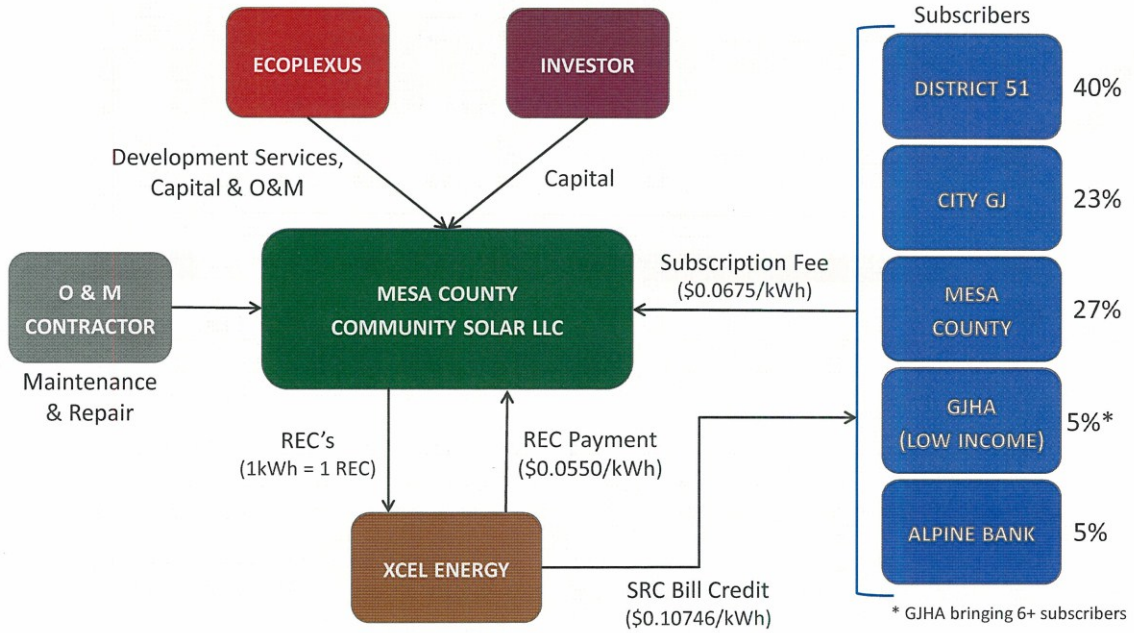 Subscribers
ECOPLEXUS
INVESTOR
DISTRICT 51
40%
Development Services,
Capital & O&M
Capital
CITY GJ
23%
O & M
CONTRACTOR
Maintenance
& Repair
MESA COUNTY
COMMUNITY SOLAR LLC
Subscription Fee
($0.0675/kWh)
MESA
COUNTY
27%
GJHA
(LOW INCOME)
5%*
REC's
(1kWh = 1 REC)
REC Payment
($0.0550/kWh)
ALPINE BANK
5%
XCEL ENERGY
SRC Bill Credit
($0.10746/kWh)
* GJHA bringing 6+ subscribers